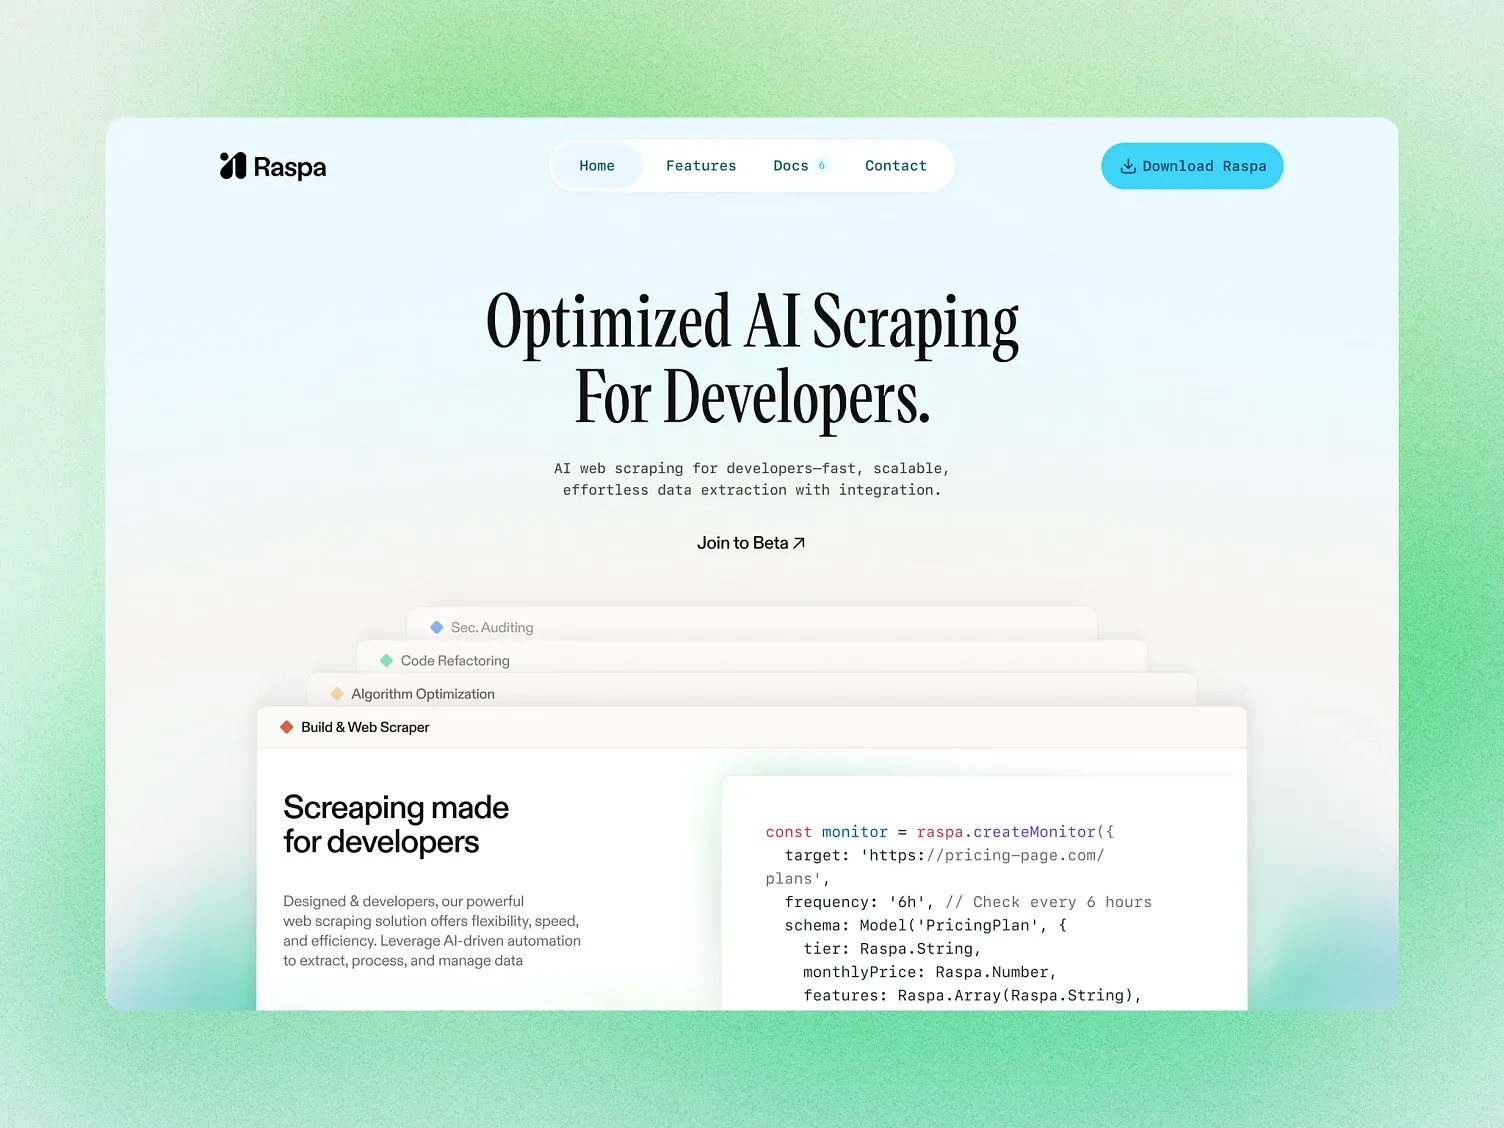 Raspa
Home
Features
Docs 6
Contact
Download Raspa
Optimized AI Scraping
For Developers.
AI web scraping for developers—fast, scalable,
effortless data extraction with integration.
Join to Beta
Sec. Auditing
Code Refactoring
Algorithm Optimization
Build & Web Scraper
Screaping made
for developers
Designed & developers, our powerful
web scraping solution offers flexibility, speed,
and efficiency. Leverage AI-driven automation
to extract, process, and manage data
const monitor = raspa.createMonitor({
target: 'https://pricing-page.com/
plans',
frequency: '6h', // Check every 6 hours
schema: Model('PricingPlan', {
tier: Raspa.String,
monthlyPrice: Raspa.Number,
features: Raspa.Array(Raspa.String),